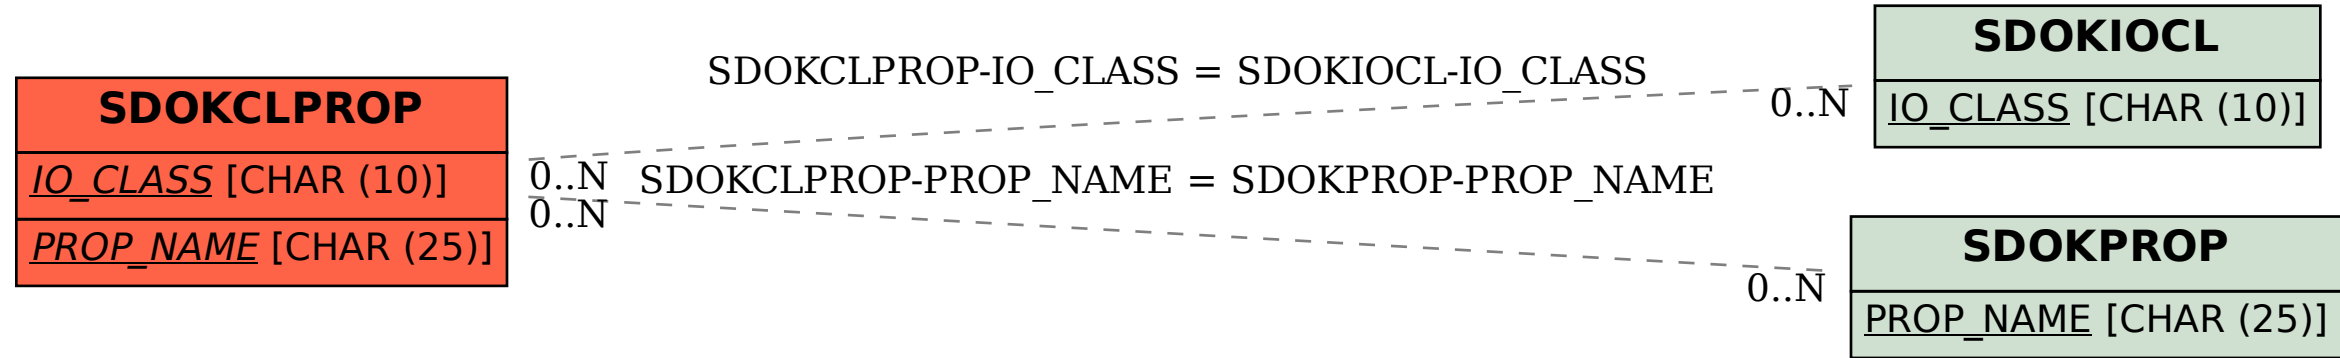 SDOKCLPROP
IO_CLASS [CHAR (10)]
PROP_NAME [CHAR (25)]
SDOKCLPROP-IO_CLASS = SDOKIOCL-IO_CLASS
0..N
0..N
SDOKCLPROP-PROP_NAME = SDOKPROP-PROP_NAME
0..N
0..N
SDOKIOCL
IO_CLASS [CHAR (10)]
SDOKPROP
PROP_NAME [CHAR (25)]